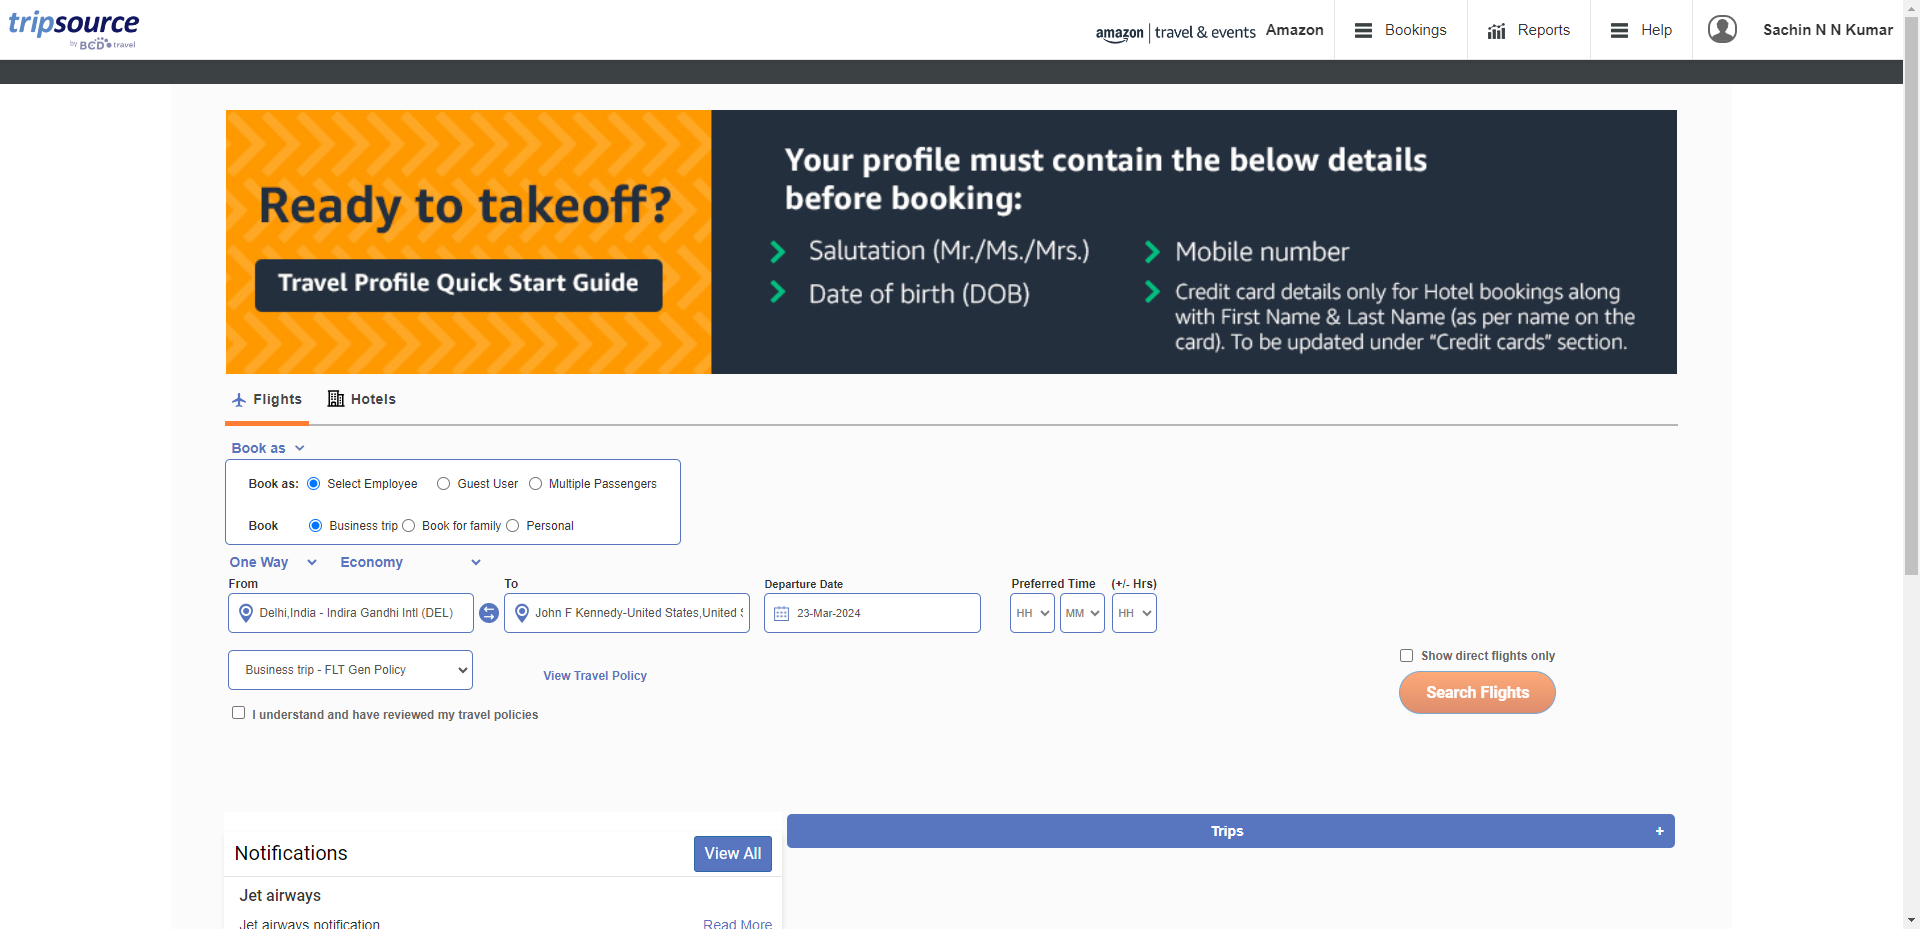 tripsource
by BCD travel
amazon | travel & events Amazon
Bookings
Reports
Help
Sachin N N Kumar
Ready to takeoff?
Travel Profile Quick Start Guide
Your profile must contain the below details
before booking:
Salutation (Mr./Ms./Mrs.)
Date of birth (DOB)
Mobile number
Credit card details only for Hotel bookings along
with First Name & Last Name (as per name on the
card). To be updated under “Credit cards” section.
Flights
Hotels
Book as
Book as: Select Employee Guest User Multiple Passengers
Book Business trip Book for family Personal
One Way Economy
From To Departure Date Preferred Time (+/- Hrs)
Delhi,India - Indira Gandhi Intl (DEL) John F Kennedy-United States,United 23-Mar-2024 HH MM HH
Business trip - FLT Gen Policy View Travel Policy
Show direct flights only
Search Flights
I understand and have reviewed my travel policies
Trips +
Notifications View All
Jet airways
Jet airways notification Read More